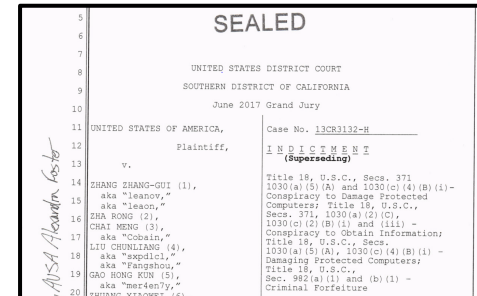 SEALED
5
6
7
8 UNITED STATES DISTRICT COURT
9 SOUTHERN DISTRICT OF CALIFORNIA
10 June 2017 Grand Jury
11 UNITED STATES OF AMERICA,
12 Plaintiff,
13 v.
14 ZHANG ZHANG-GUI (1),
aka "leanov,"
15 aka "leaon,"
16 ZHA RONG (2),
CHAI MENG (3),
17 aka "Cobain,"
LIU CHUNLIANG (4),
18 aka "sxpdlcl,"
aka "Fangshou,"
19 GAO HONG KUN (5),
aka "mer4en7y,"
20 ZHUANG XIAOWEI (6)
Case No. 13CR3132-H
I N D I C T M E N T
(Superseding)
Title 18, U.S.C., Secs. 371
1030(a)(5)(A) and 1030(c)(4)(B)(i)-
Conspiracy to Damage Protected
Computers; Title 18, U.S.C.,
Secs. 371, 1030(a)(2)(C),
1030(c)(2)(B)(i) and (iii) -
Conspiracy to Obtain Information;
Title 18, U.S.C., Secs.
1030(a)(5)(A), 1030(c)(4)(B)(i) -
Damaging Protected Computers;
Title 18, U.S.C.,
Sec. 982(a)(1) and (b)(1) -
Criminal Forfeiture
AUSA Alexandra Foster